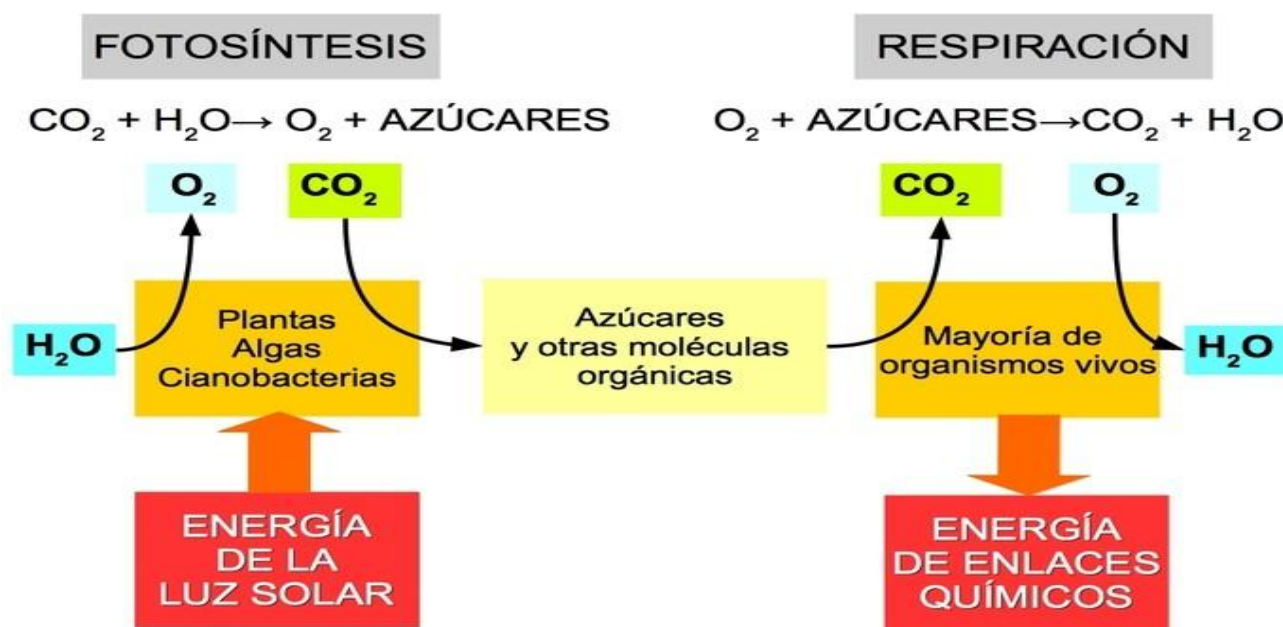 FOTOSÍNTESIS
CO₂ + H₂O→ O₂ + AZÚCARES
O₂
CO₂
H₂O
Plantas
Algas
Cianobacterias
ENERGÍA
DE LA
LUZ SOLAR
Azúcares
y otras moléculas
orgánicas
RESPIRACIÓN
O₂ + AZÚCARES→CO₂ + H₂O
CO₂
O₂
Mayoría de
organismos vivos
H₂O
ENERGÍA
DE ENLACES
QUÍMICOS